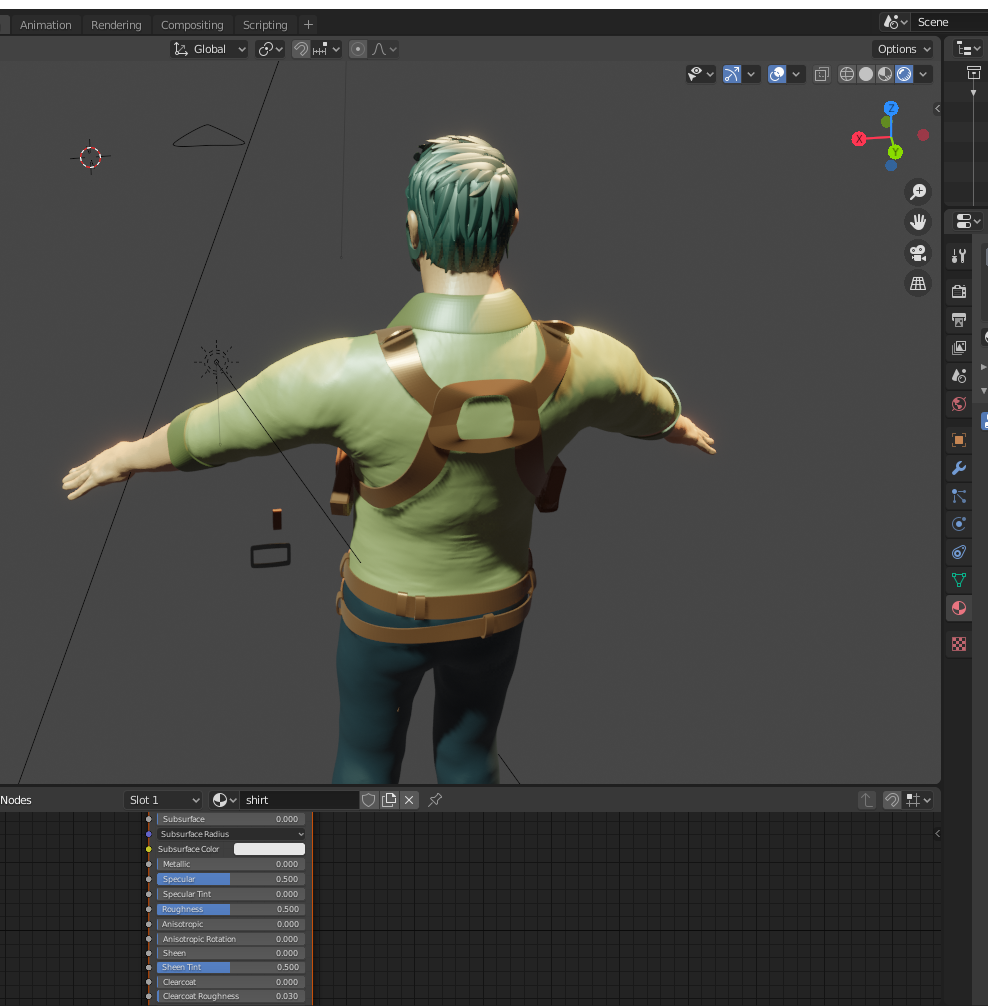 Animation Rendering Compositing Scripting + Scene
Global Options
Z
X
Y
Nodes Slot 1 shirt
Subsurface 0.000
Subsurface Radius
Subsurface Color
Metallic 0.000
Specular 0.500
Specular Tint 0.000
Roughness 0.500
Anisotropic 0.000
Anisotropic Rotation 0.000
Sheen 0.000
Sheen Tint 0.500
Clearcoat 0.000
Clearcoat Roughness 0.030